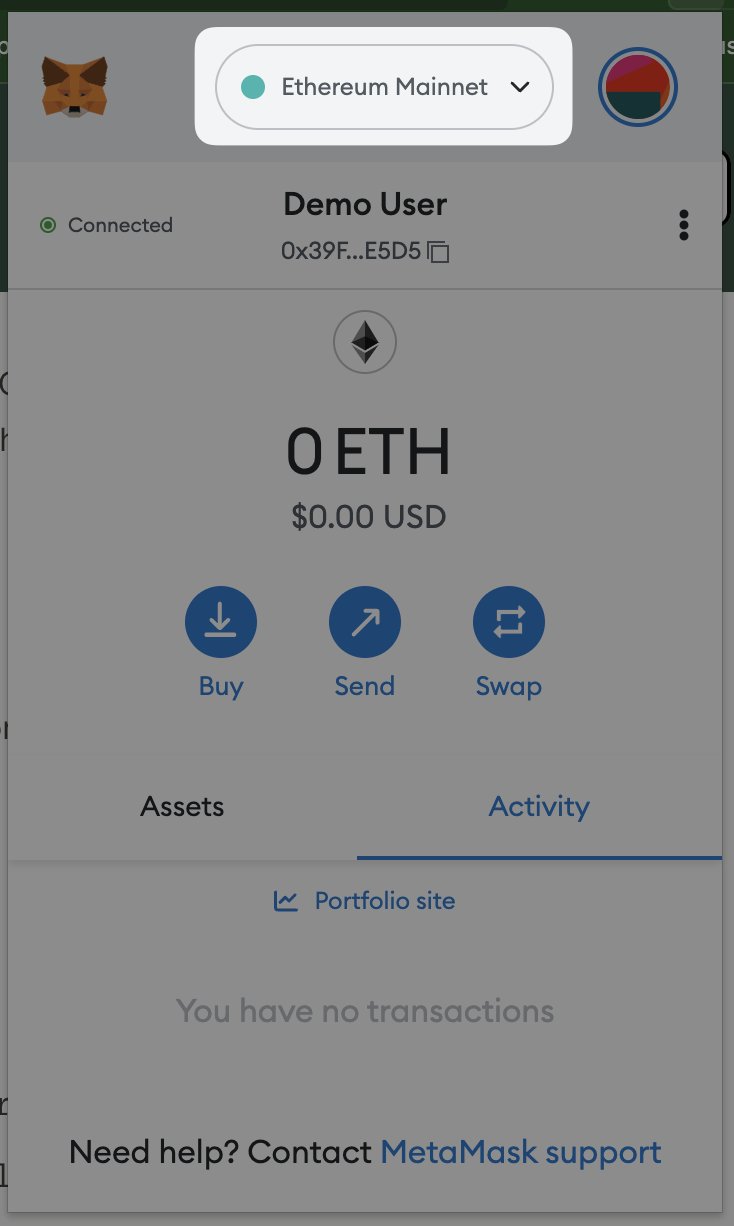 Ethereum Mainnet
Connected
Demo User
0x39F...E5D5
0 ETH
$0.00 USD
Buy
Send
Swap
Assets
Activity
Portfolio site
You have no transactions
Need help? Contact MetaMask support